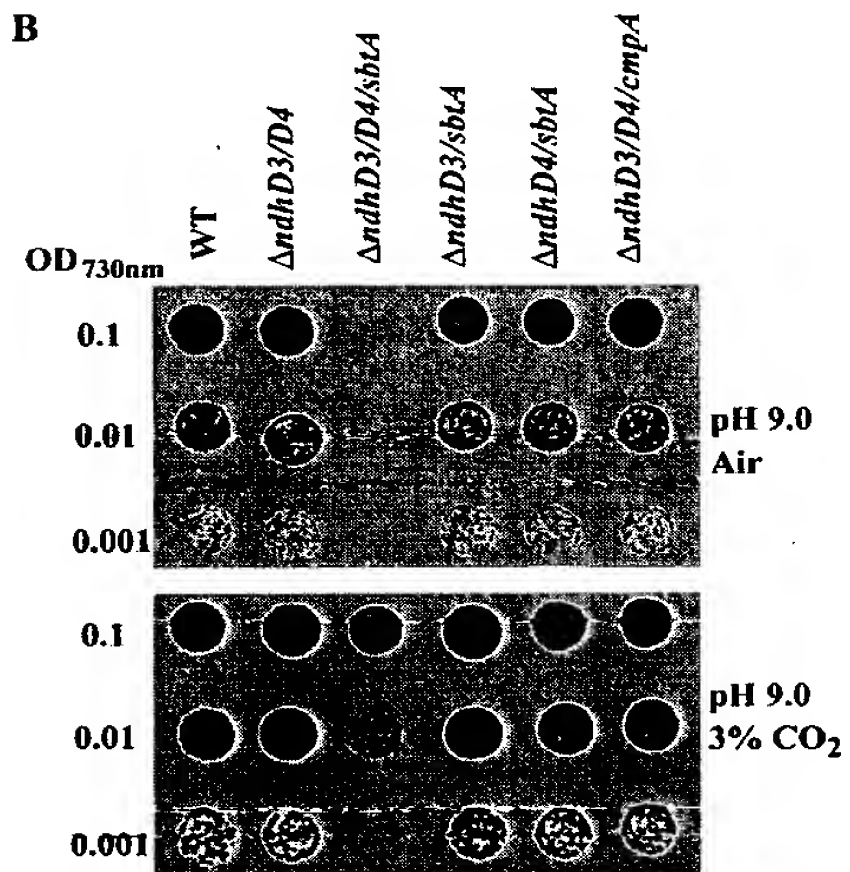 B
WT
ΔndhD3/D4
ΔndhD3/D4/sbtA
ΔndhD3/sbtA
ΔndhD4/sbtA
ΔndhD3/D4/cmpA
OD730nm
0.1
0.01
0.001
pH 9.0
Air
0.1
0.01
0.001
pH 9.0
3% CO2